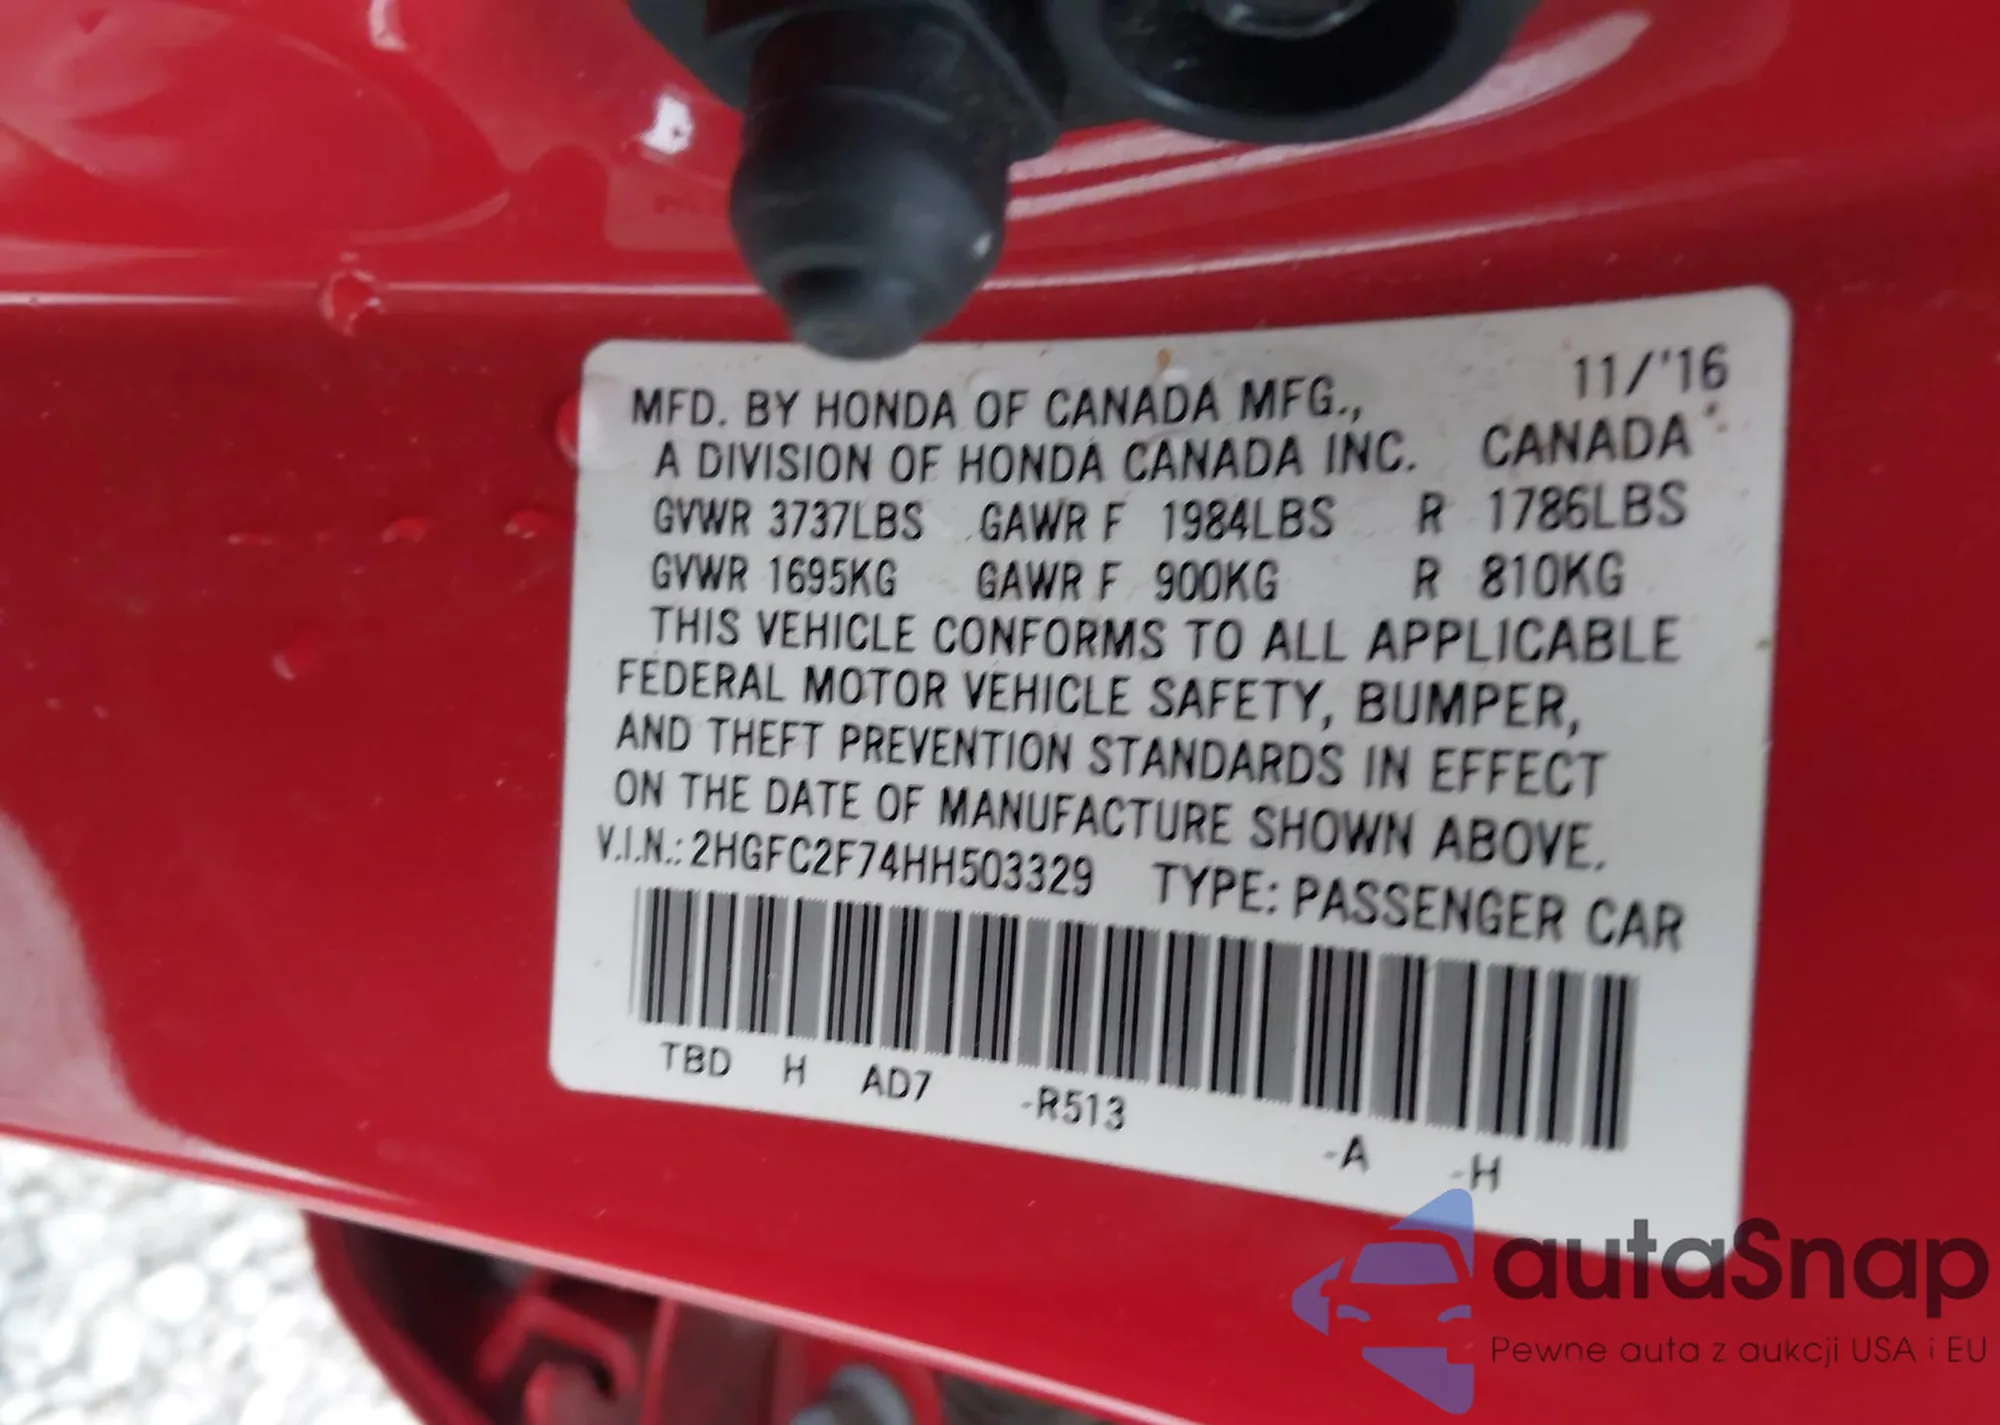 MFD. BY HONDA OF CANADA MFG., 11/'16
A DIVISION OF HONDA CANADA INC. CANADA
GVWR 3737LBS GAWR F 1984LBS R 1786LBS
GVWR 1695KG GAWR F 900KG R 810KG
THIS VEHICLE CONFORMS TO ALL APPLICABLE
FEDERAL MOTOR VEHICLE SAFETY, BUMPER,
AND THEFT PREVENTION STANDARDS IN EFFECT
ON THE DATE OF MANUFACTURE SHOWN ABOVE.
V.I.N.: 2HGFC2F74HH503329 TYPE: PASSENGER CAR
TBD H AD7 -R513 -A -H
autaSnap
Pewne auta z aukcji USA i EU